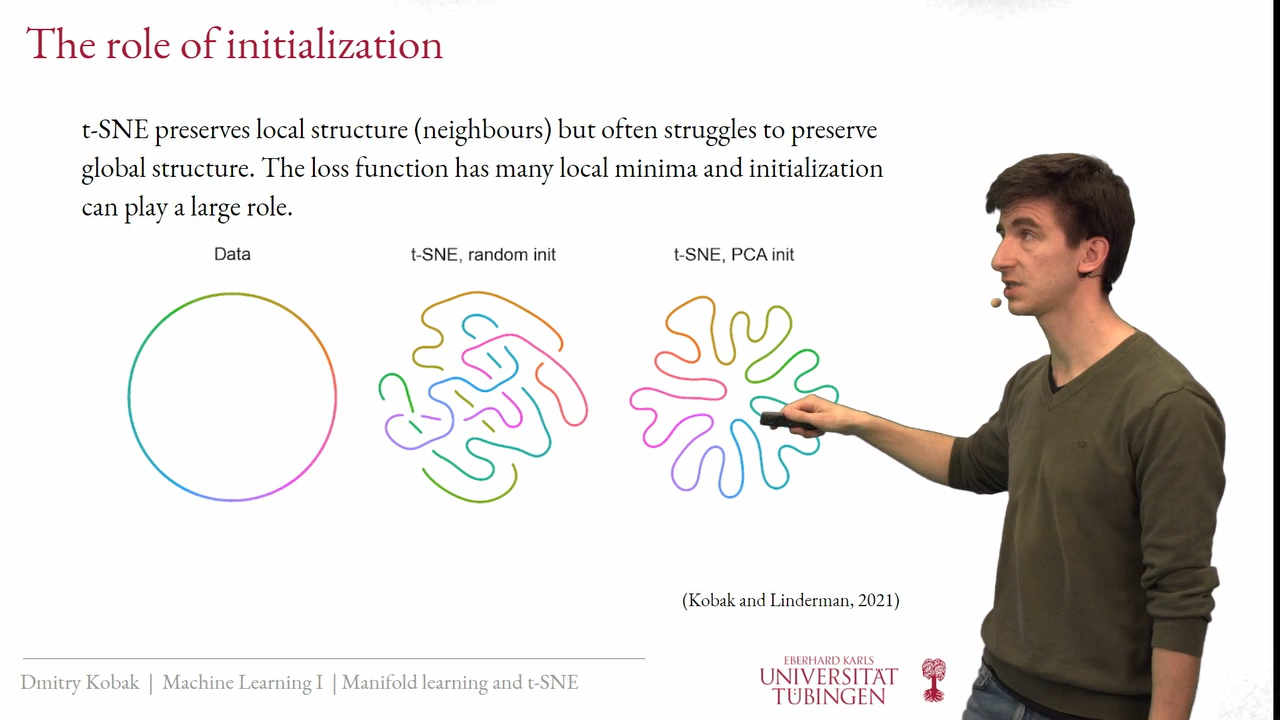 The role of initialization
t-SNE preserves local structure (neighbours) but often struggles to preserve
global structure. The loss function has many local minima and initialization
can play a large role.
Data
t-SNE, random init
t-SNE, PCA init
(Kobak and Linderman, 2021)
Dmitry Kobak | Machine Learning I | Manifold learning and t-SNE
EBERHARD KARLS
UNIVERSITÄT
TÜBINGEN